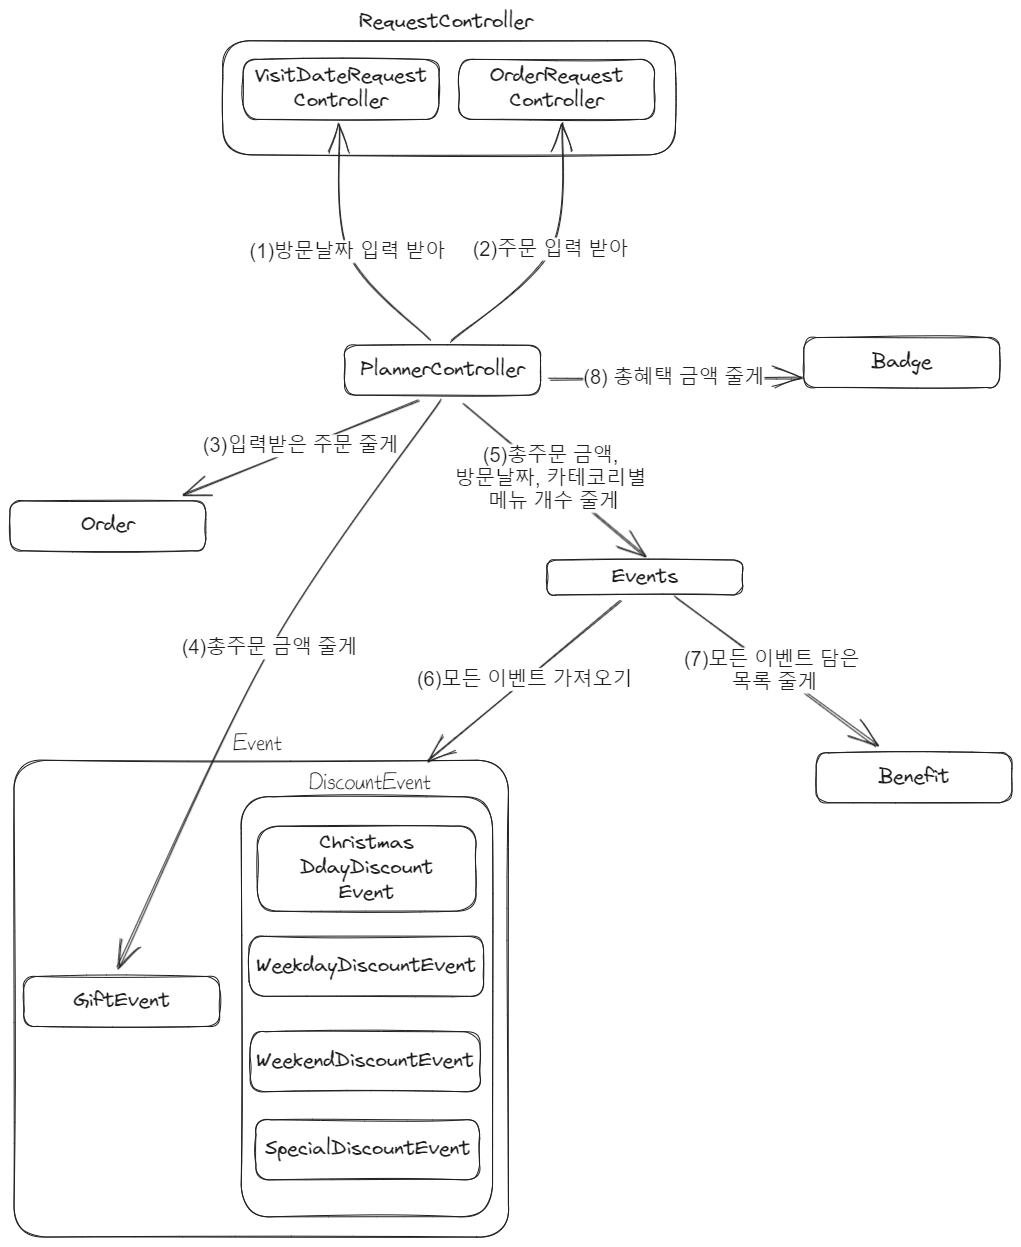 RequestController
VisitDateRequest
Controller
OrderRequest
Controller
(1)방문날짜 입력 받아
(2)주문 입력 받아
PlannerController
(8) 총혜택 금액 줄게
Badge
(3)입력받은 주문 줄게
(5)총주문 금액,
방문날짜, 카테코리별
메뉴 개수 줄게
Order
Events
(4)총주문 금액 줄게
(6)모든 이벤트 가져오기
(7)모든 이벤트 담은
목록 줄게
Event
DiscountEvent
Benefit
Christmas
DdayDiscount
Event
WeekdayDiscountEvent
GiftEvent
WeekendDiscountEvent
SpecialDiscountEvent